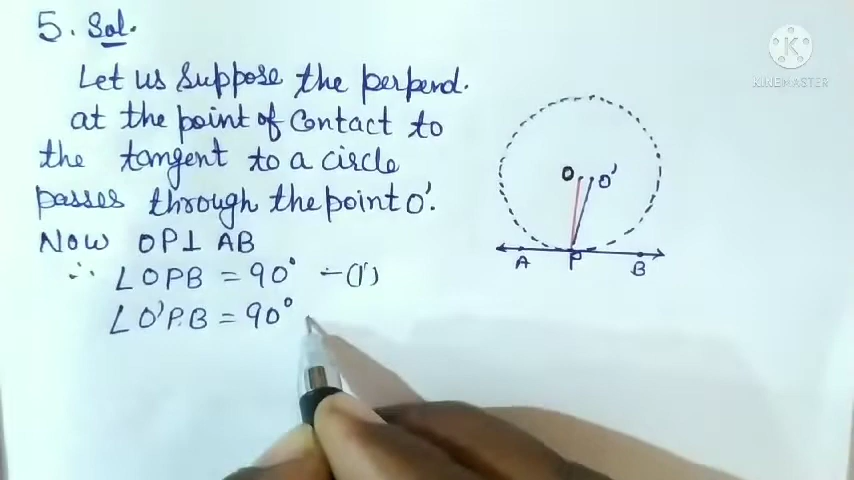 5. Sol.
Let us suppose the perpend.
at the point of contact to
the tangent to a circle
passes through the point O'.
Now OP⊥ AB
∴ ∠OPB = 90° —(1)
∠O'PB = 90°
O O'
A P B
K
KINEMASTER